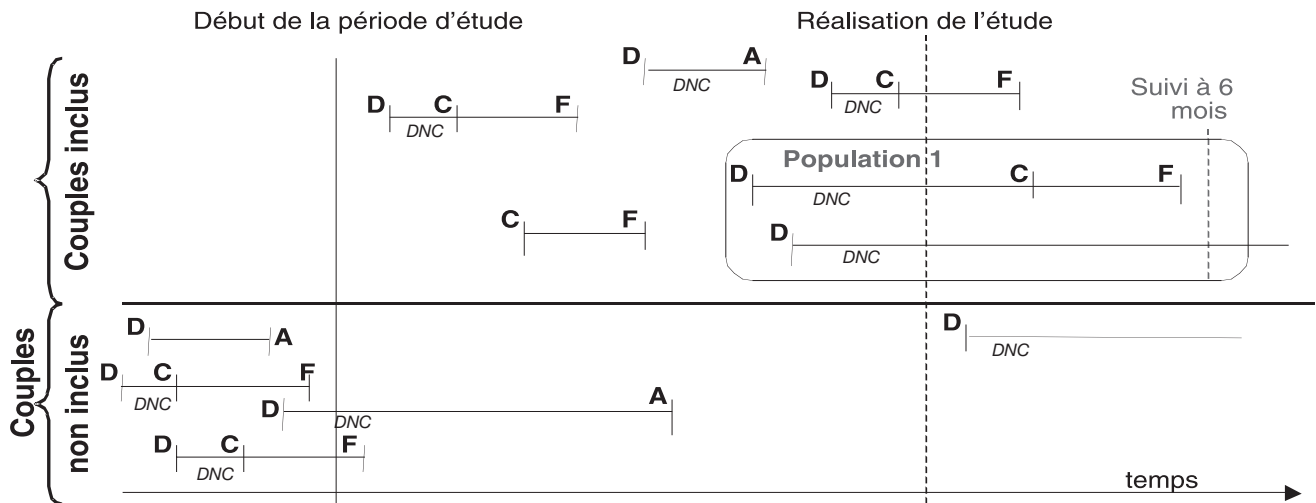 Début de la période d’étude
Réalisation de l’étude
Couples inclus
D A
DNC
D C F
DNC
D C F
DNC
Suivi à 6
mois
Population 1
D C F
DNC
C F
D
DNC
Couples
non inclus
D A
D
DNC
D C F
DNC
D A
DNC
D C F
DNC
temps